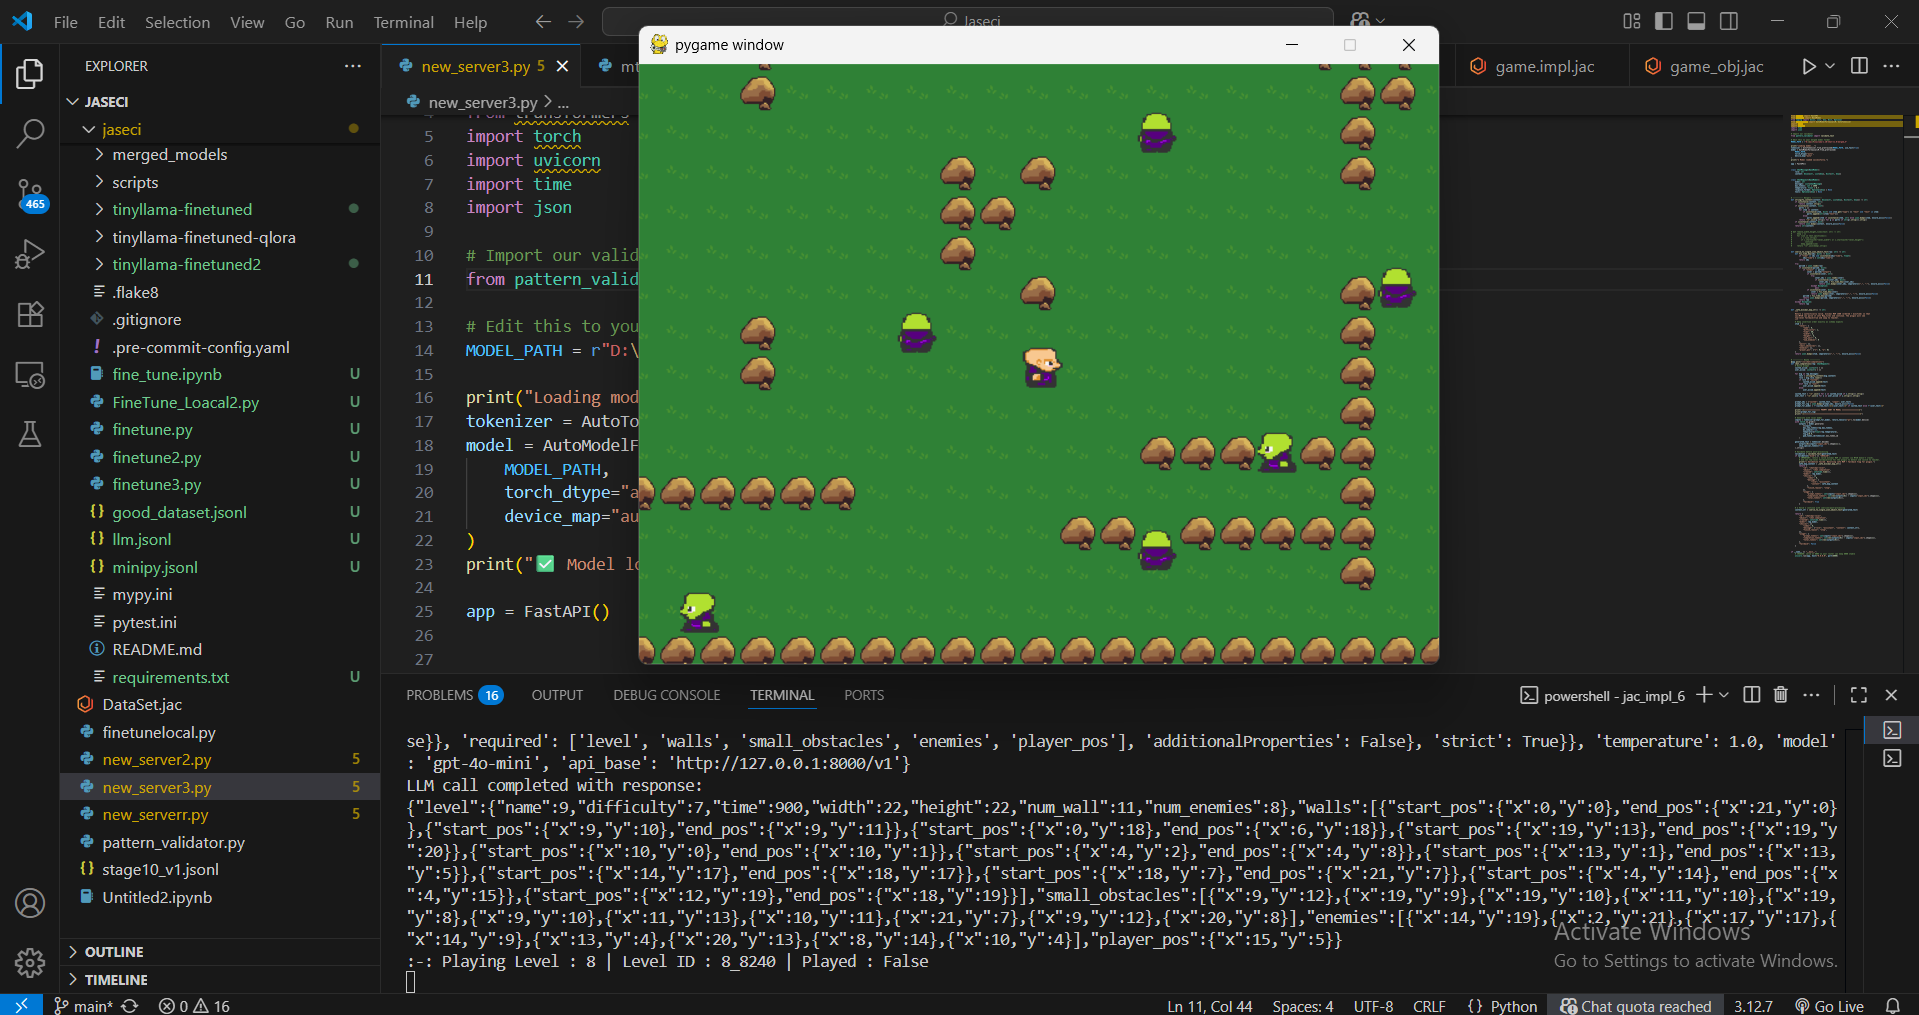 File Edit Selection View Go Run Terminal Help
Jaseci
pygame window
EXPLORER
JASECI
jaseci
merged_models
scripts
tinyllama-finetuned
tinyllama-finetuned-qlora
tinyllama-finetuned2
.flake8
.gitignore
.pre-commit-config.yaml
fine_tune.ipynb U
FineTune_Loacal2.py U
finetune.py U
finetune2.py U
finetune3.py U
good_dataset.jsonl U
llm.jsonl U
minipy.jsonl U
mypy.ini
pytest.ini
README.md
requirements.txt U
DataSet.jac
finetunelocal.py
new_server2.py 5
new_server3.py 5
new_serverr.py 5
pattern_validator.py
stage10_v1.jsonl
Untitled2.ipynb
OUTLINE
TIMELINE
465
new_server3.py 5
game.impl.jac
game_obj.jac
new_server3.py > ...
5 import torch
6 import uvicorn
7 import time
8 import json
9
10 # Import our valid
11 from pattern_valid
12
13 # Edit this to you
14 MODEL_PATH = r"D:\
15
16 print("Loading mod
17 tokenizer = AutoTo
18 model = AutoModelF
19 MODEL_PATH,
20 torch_dtype="a
21 device_map="au
22 )
23 print("✅ Model lo
24
25 app = FastAPI()
26
27
PROBLEMS 16 OUTPUT DEBUG CONSOLE TERMINAL PORTS
powershell - jac_impl_6
se}}, 'required': ['level', 'walls', 'small_obstacles', 'enemies', 'player_pos'], 'additionalProperties': False}, 'strict': True}}, 'temperature': 1.0, 'model'
: 'gpt-4o-mini', 'api_base': 'http://127.0.0.1:8000/v1'}
LLM call completed with response:
{"level":{"name":9,"difficulty":7,"time":900,"width":22,"height":22,"num_wall":11,"num_enemies":8},"walls":[{"start_pos":{"x":0,"y":0},"end_pos":{"x":21,"y":0}
},{"start_pos":{"x":9,"y":10},"end_pos":{"x":9,"y":11}},{"start_pos":{"x":0,"y":18},"end_pos":{"x":6,"y":18}},{"start_pos":{"x":19,"y":13},"end_pos":{"x":19,"y
":20}},{"start_pos":{"x":10,"y":0},"end_pos":{"x":10,"y":1}},{"start_pos":{"x":4,"y":2},"end_pos":{"x":4,"y":8}},{"start_pos":{"x":13,"y":1},"end_pos":{"x":13,
"y":5}},{"start_pos":{"x":14,"y":17},"end_pos":{"x":18,"y":17}},{"start_pos":{"x":18,"y":7},"end_pos":{"x":21,"y":7}},{"start_pos":{"x":4,"y":14},"end_pos":{"x
":4,"y":15}},{"start_pos":{"x":12,"y":19},"end_pos":{"x":18,"y":19}}],"small_obstacles":[{"x":9,"y":12},{"x":19,"y":9},{"x":19,"y":10},{"x":11,"y":10},{"x":19,
"y":8},{"x":9,"y":10},{"x":11,"y":13},{"x":10,"y":11},{"x":21,"y":7},{"x":9,"y":12},{"x":20,"y":8}],"enemies":[{"x":14,"y":19},{"x":2,"y":21},{"x":17,"y":17},{
"x":14,"y":9},{"x":13,"y":4},{"x":20,"y":13},{"x":8,"y":14},{"x":10,"y":4}],"player_pos":{"x":15,"y":5}}
:-: Playing Level : 8 | Level ID : 8_8240 | Played : False
Activate Windows
Go to Settings to activate Windows.
main* 0 16
Ln 11, Col 44 Spaces: 4 UTF-8 CRLF {} Python Chat quota reached 3.12.7 Go Live